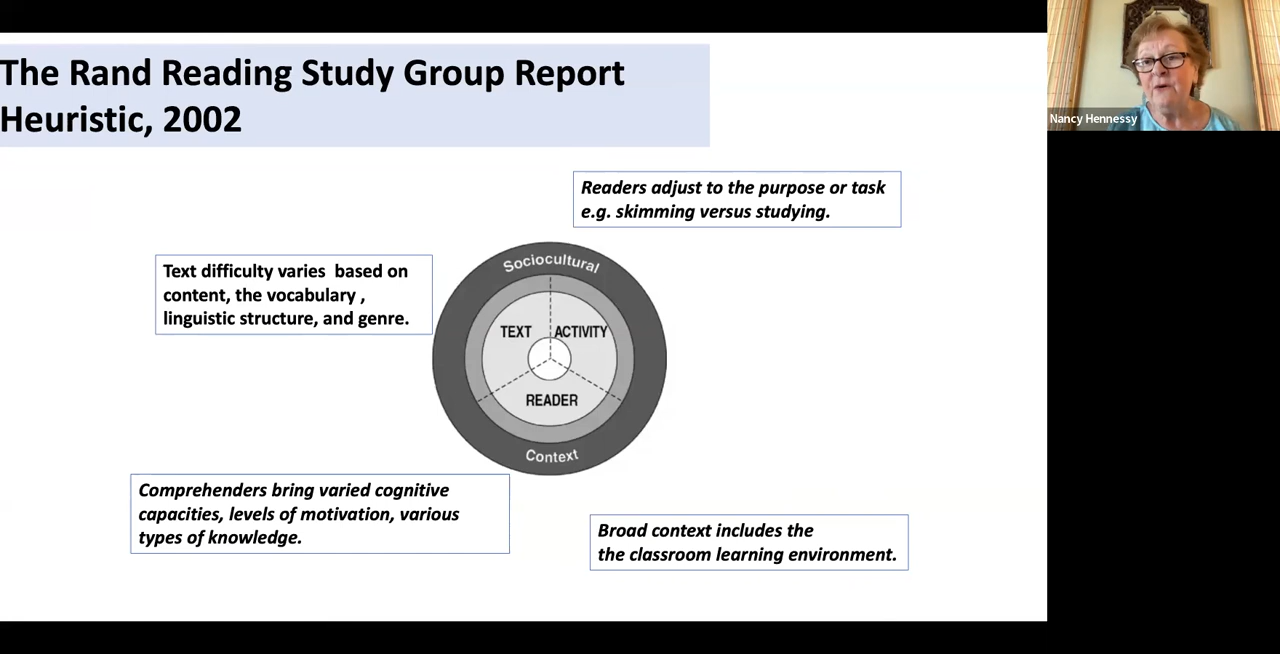 The Rand Reading Study Group Report
Heuristic, 2002
Nancy Hennessy
Readers adjust to the purpose or task
e.g. skimming versus studying.
Text difficulty varies based on
content, the vocabulary ,
linguistic structure, and genre.
Sociocultural
TEXT
ACTIVITY
READER
Context
Comprehenders bring varied cognitive
capacities, levels of motivation, various
types of knowledge.
Broad context includes the
the classroom learning environment.